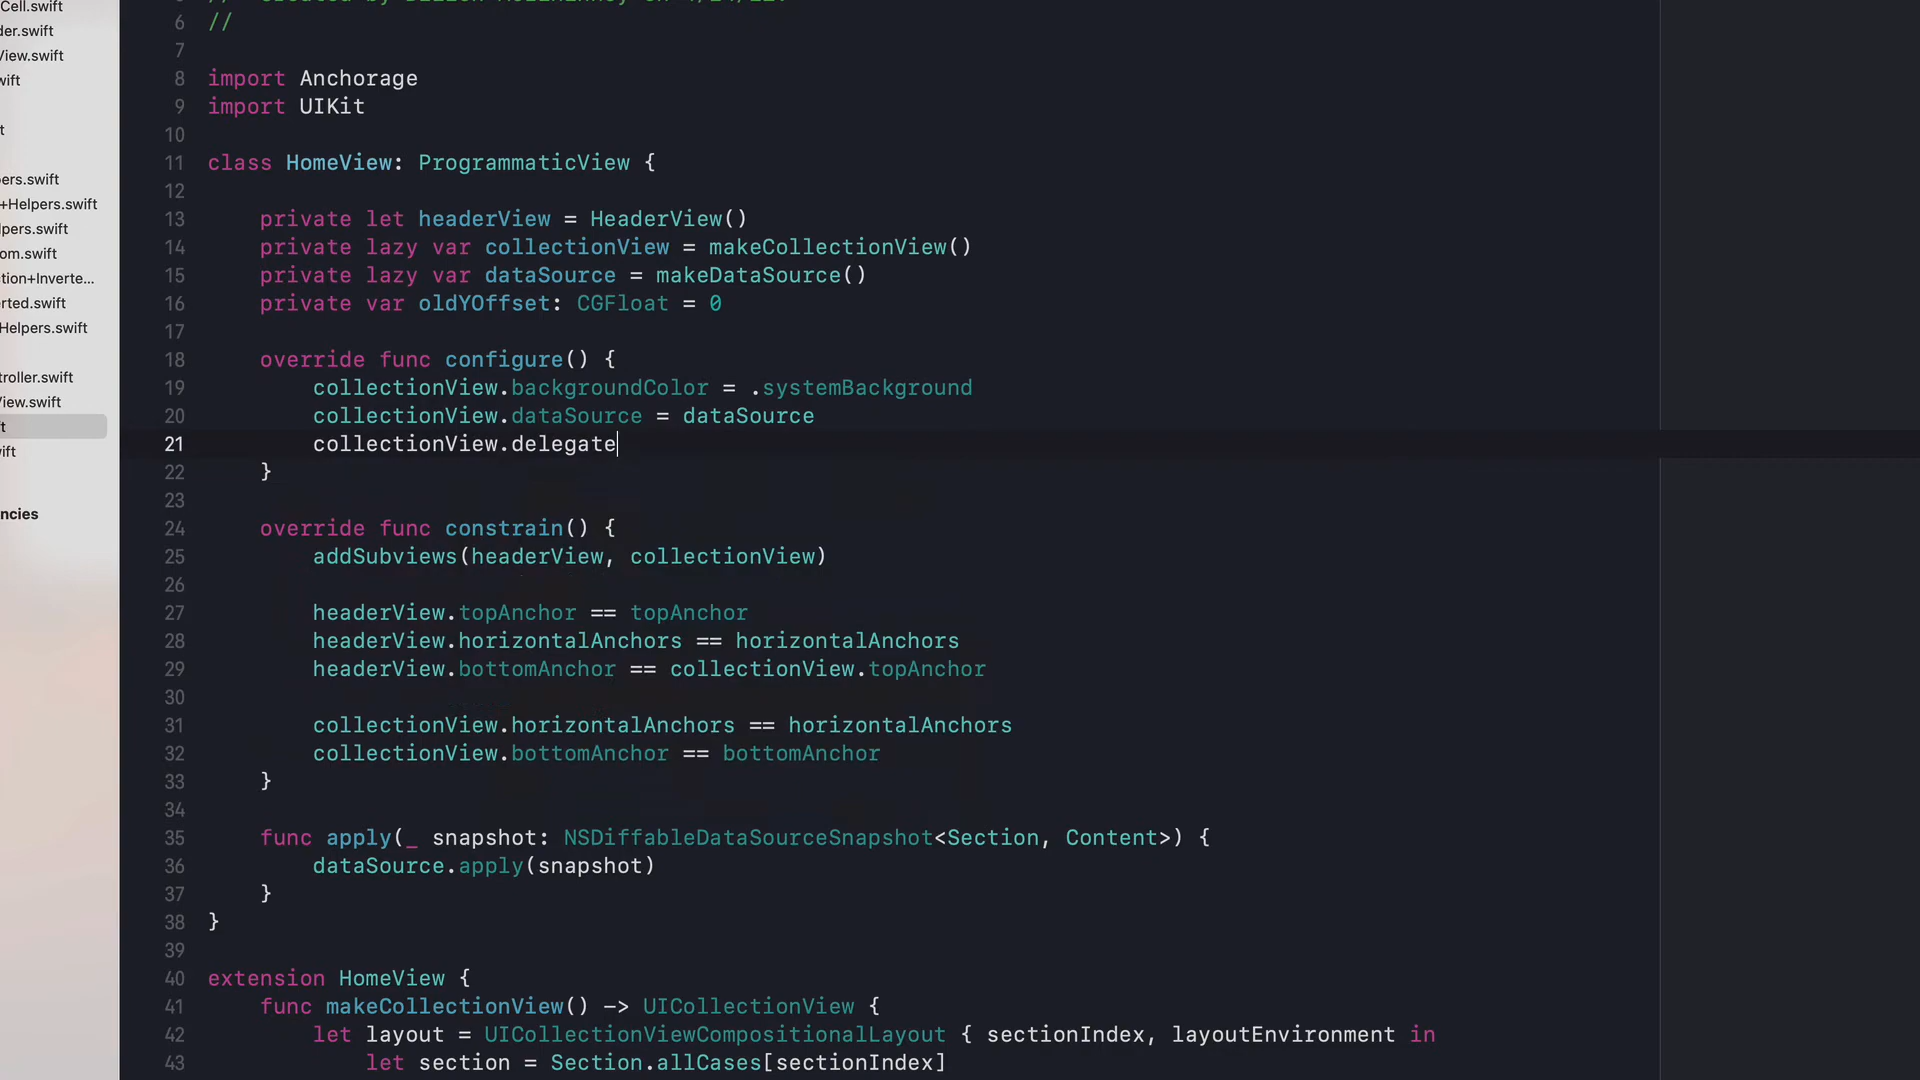 Cell.swift
der.swift
View.swift
wift
t
ers.swift
+Helpers.swift
lpers.swift
om.swift
ction+Inverte...
erted.swift
Helpers.swift
troller.swift
View.swift
ft
wift
ncies
6 //
7
8 import Anchorage
9 import UIKit
10
11 class HomeView: ProgrammaticView {
12
13 private let headerView = HeaderView()
14 private lazy var collectionView = makeCollectionView()
15 private lazy var dataSource = makeDataSource()
16 private var oldYOffset: CGFloat = 0
17
18 override func configure() {
19 collectionView.backgroundColor = .systemBackground
20 collectionView.dataSource = dataSource
21 collectionView.delegate
22 }
23
24 override func constrain() {
25 addSubviews(headerView, collectionView)
26
27 headerView.topAnchor == topAnchor
28 headerView.horizontalAnchors == horizontalAnchors
29 headerView.bottomAnchor == collectionView.topAnchor
30
31 collectionView.horizontalAnchors == horizontalAnchors
32 collectionView.bottomAnchor == bottomAnchor
33 }
34
35 func apply(_ snapshot: NSDiffableDataSourceSnapshot<Section, Content>) {
36 dataSource.apply(snapshot)
37 }
38 }
39
40 extension HomeView {
41 func makeCollectionView() -> UICollectionView {
42 let layout = UICollectionViewCompositionalLayout { sectionIndex, layoutEnvironment in
43 let section = Section.allCases[sectionIndex]